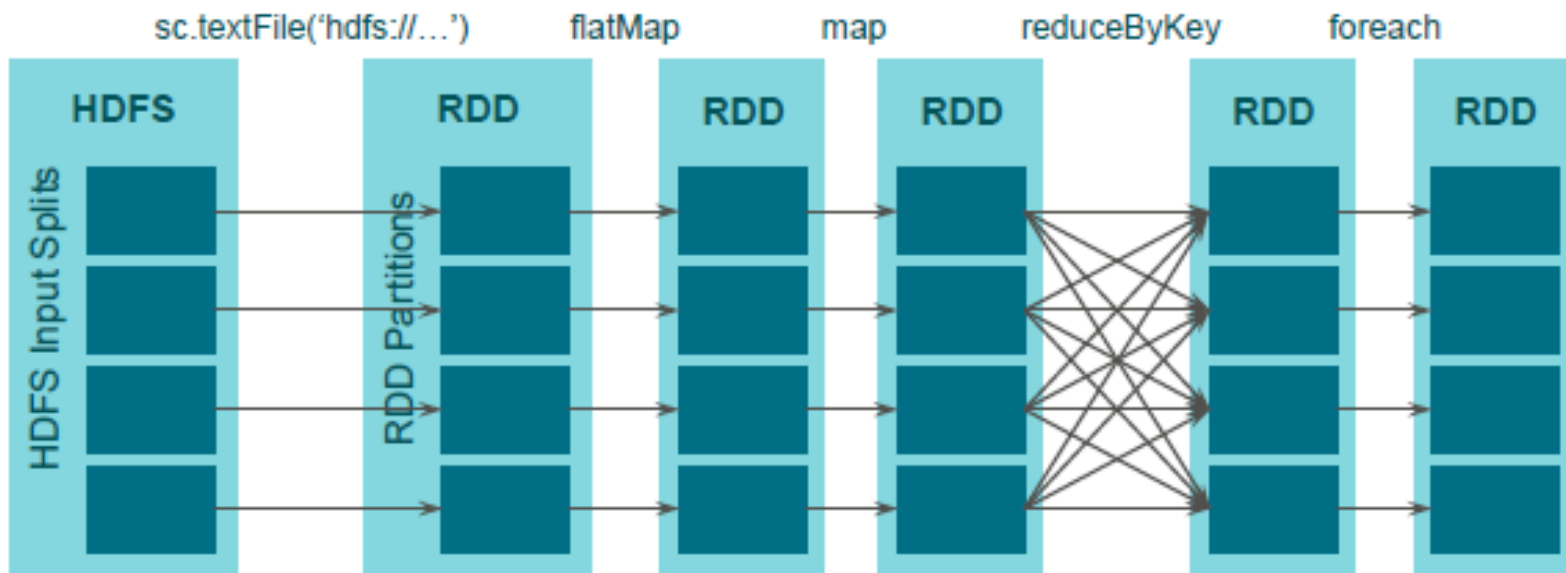 sc.textFile(‘hdfs://…’) flatMap map reduceByKey foreach
HDFS RDD RDD RDD RDD RDD
HDFS Input Splits
RDD Partitions